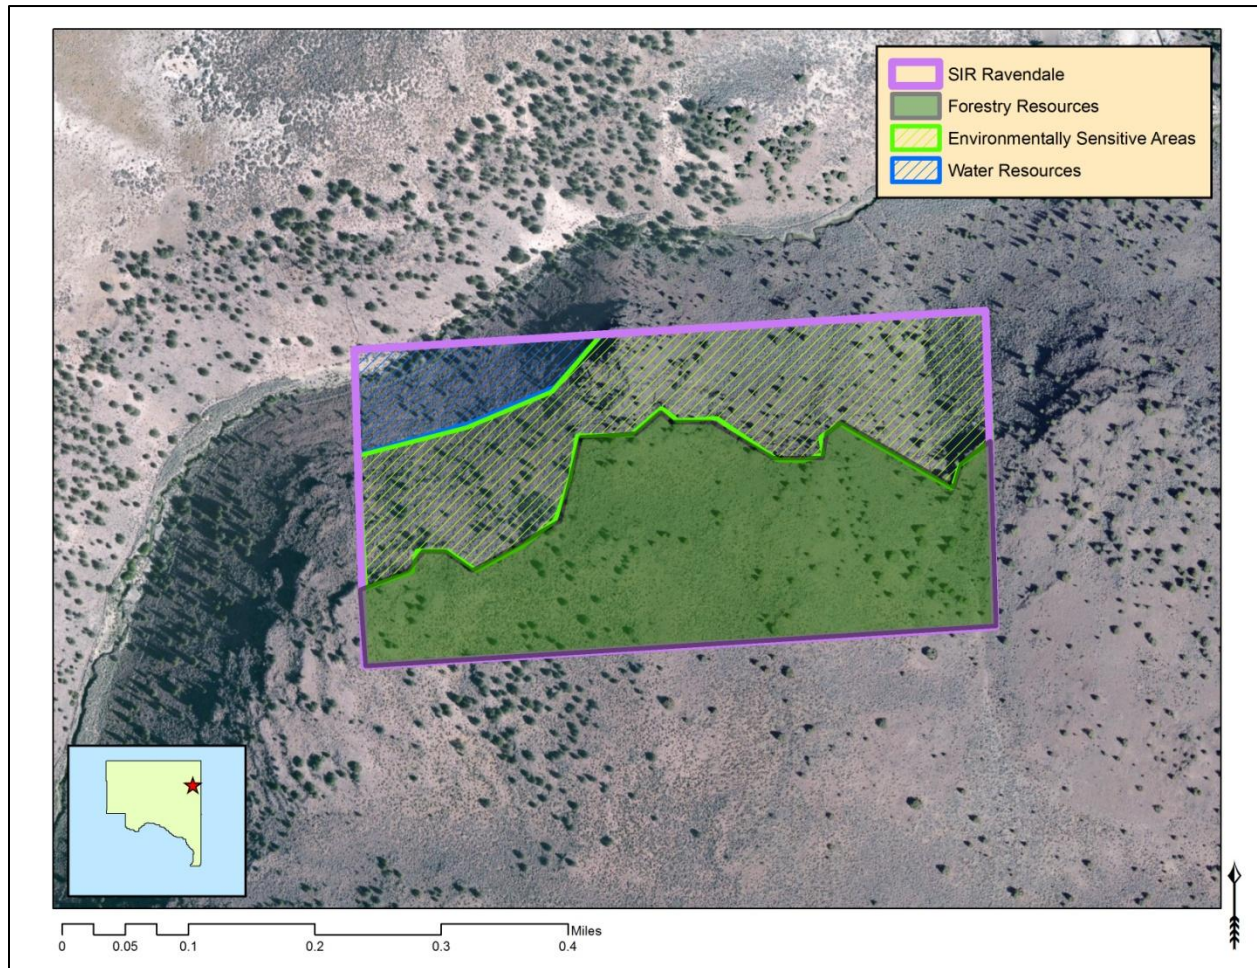 SIR Ravendale
Forestry Resources
Environmentally Sensitive Areas
Water Resources
Miles
0 0.05 0.1 0.2 0.3 0.4